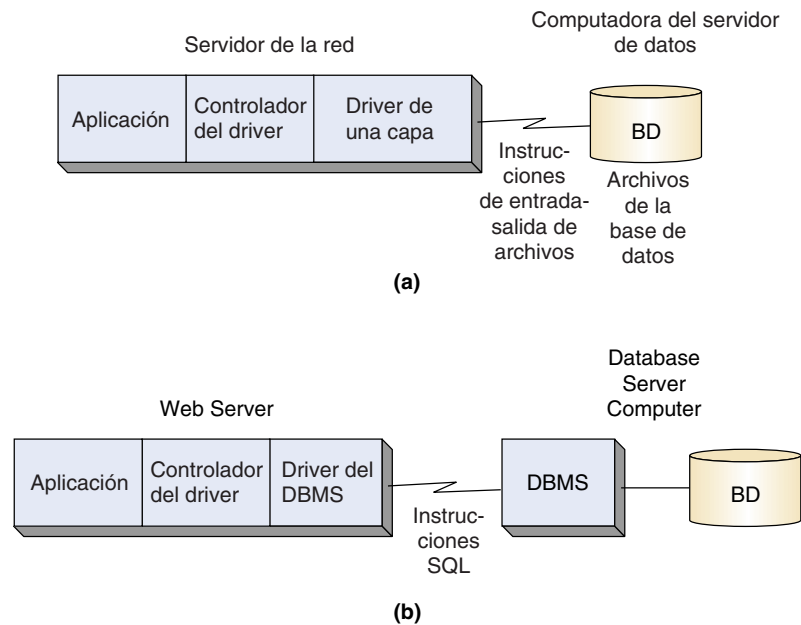 Servidor de la red
Computadora del servidor
de datos
Aplicación
Controlador
del driver
Driver de
una capa
BD
Instruc-
ciones
de entrada-
salida de
archivos
Archivos
de la
base de
datos
(a)
Web Server
Database
Server
Computer
Aplicación
Controlador
del driver
Driver del
DBMS
DBMS
BD
Instruc-
ciones
SQL
(b)